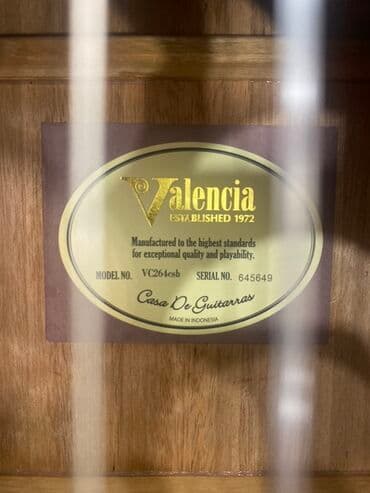 Valencia
ESTABLISHED 1972
Manufactured to the highest standards
for exceptional quality and playability.
MODEL NO. VC264csb SERIAL NO. 645649
Casa De Guitarras
MADE IN INDONESIA